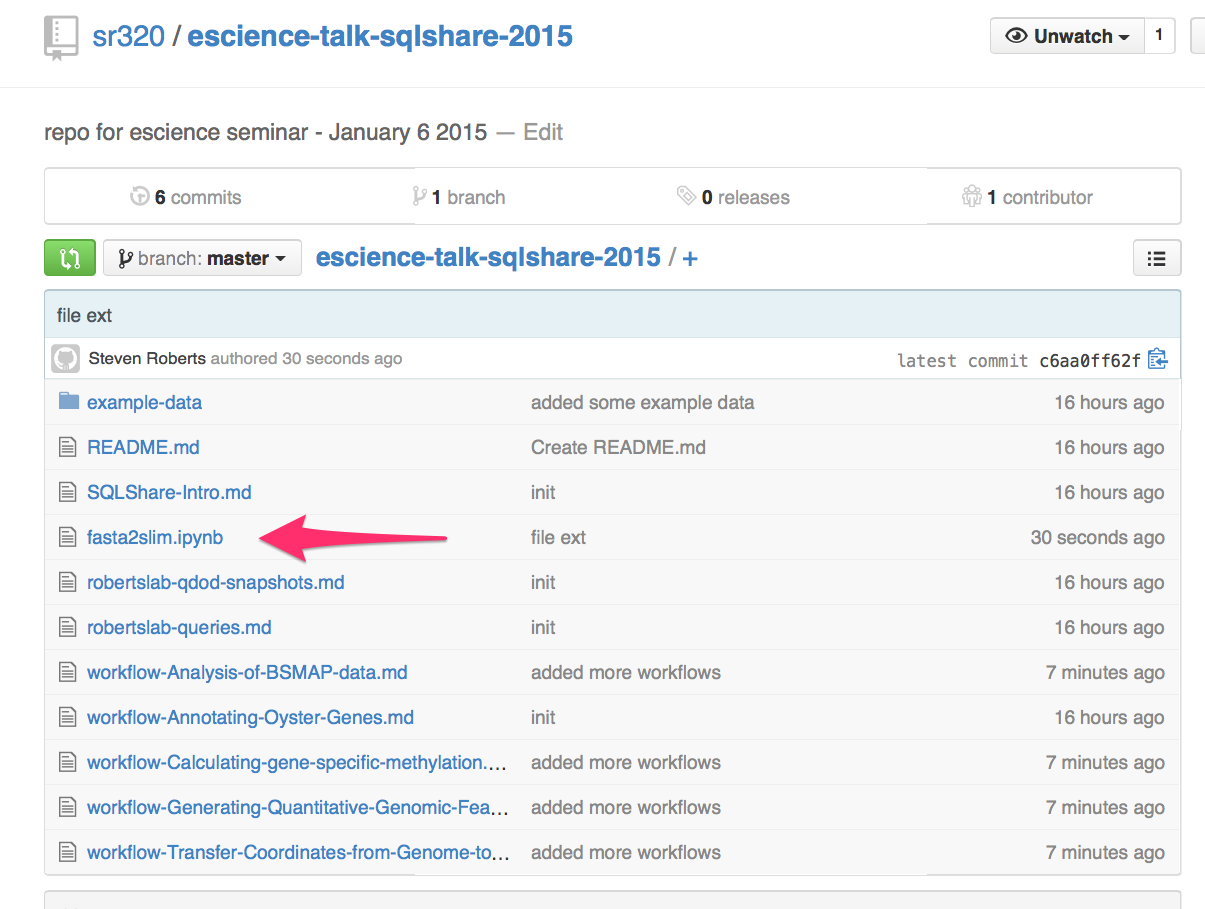 sr320 / escience-talk-sqlshare-2015
Unwatch 1
repo for escience seminar - January 6 2015 — Edit
6 commits 1 branch 0 releases 1 contributor
branch: master escience-talk-sqlshare-2015 / +
file ext
Steven Roberts authored 30 seconds ago latest commit c6aa0ff62f
example-data added some example data 16 hours ago
README.md Create README.md 16 hours ago
SQLShare-Intro.md init 16 hours ago
fasta2slim.ipynb file ext 30 seconds ago
robertslab-qdod-snapshots.md init 16 hours ago
robertslab-queries.md init 16 hours ago
workflow-Analysis-of-BSMAP-data.md added more workflows 7 minutes ago
workflow-Annotating-Oyster-Genes.md init 16 hours ago
workflow-Calculating-gene-specific-methylation.… added more workflows 7 minutes ago
workflow-Generating-Quantitative-Genomic-Fea… added more workflows 7 minutes ago
workflow-Transfer-Coordinates-from-Genome-to… added more workflows 7 minutes ago